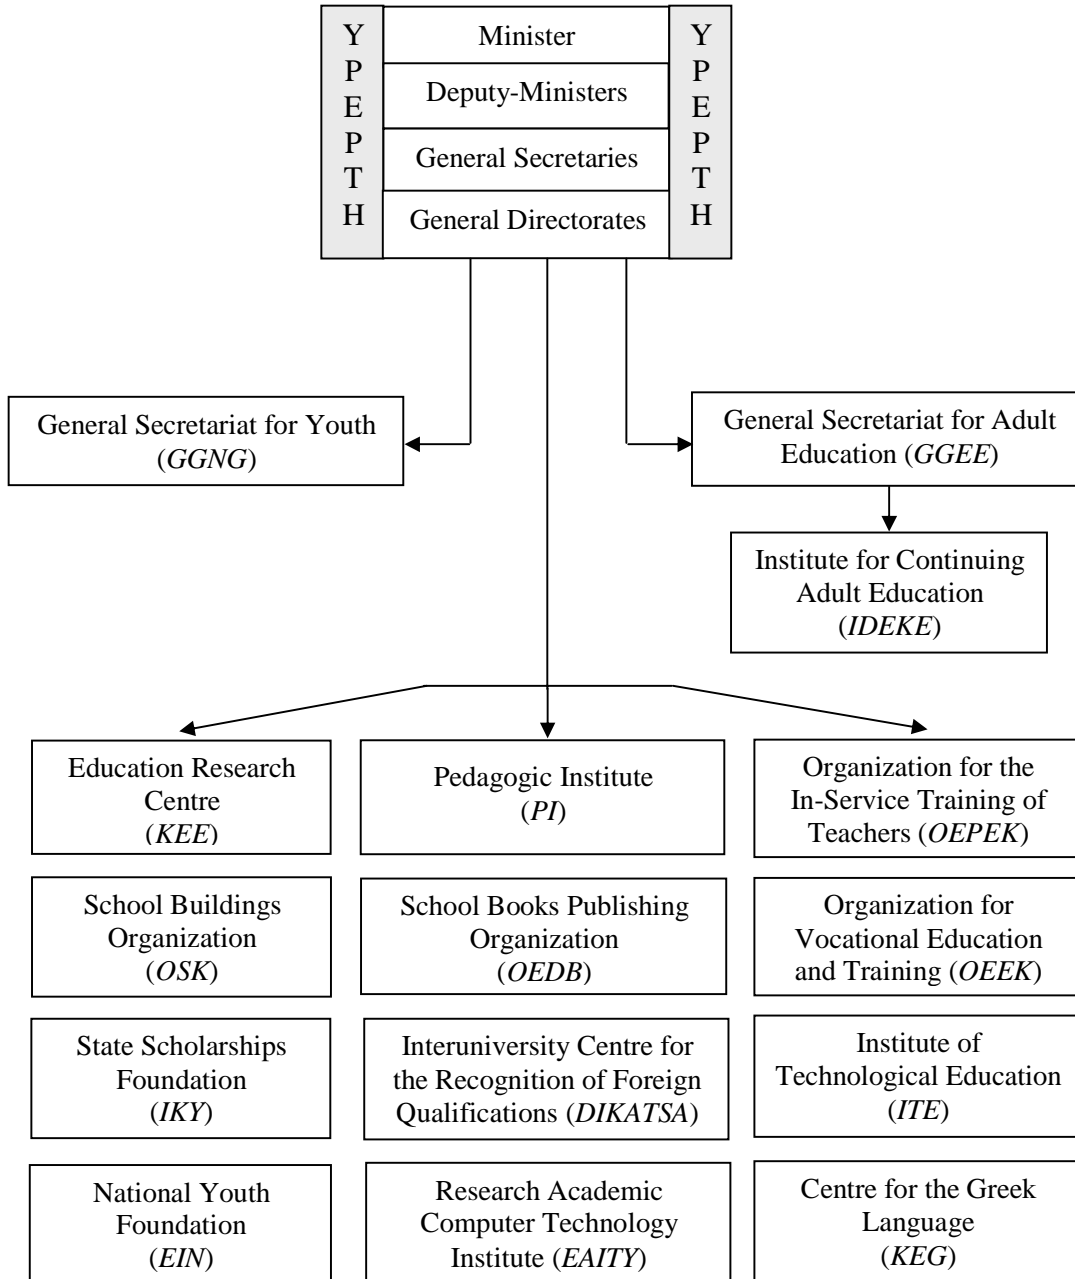 Y
P
E
P
T
H
Minister
Deputy-Ministers
General Secretaries
General Directorates
Y
P
E
P
T
H
General Secretariat for Youth
(GGNG)
General Secretariat for Adult
Education (GGEE)
Institute for Continuing
Adult Education
(IDEKE)
Education Research
Centre
(KEE)
Pedagogic Institute
(PI)
Organization for the
In-Service Training of
Teachers (OEPEK)
School Buildings
Organization
(OSK)
School Books Publishing
Organization
(OEDB)
Organization for
Vocational Education
and Training (OEEK)
State Scholarships
Foundation
(IKY)
Interuniversity Centre for
the Recognition of Foreign
Qualifications (DIKATSA)
Institute of
Technological Education
(ITE)
National Youth
Foundation
(EIN)
Research Academic
Computer Technology
Institute (EAITY)
Centre for the Greek
Language
(KEG)